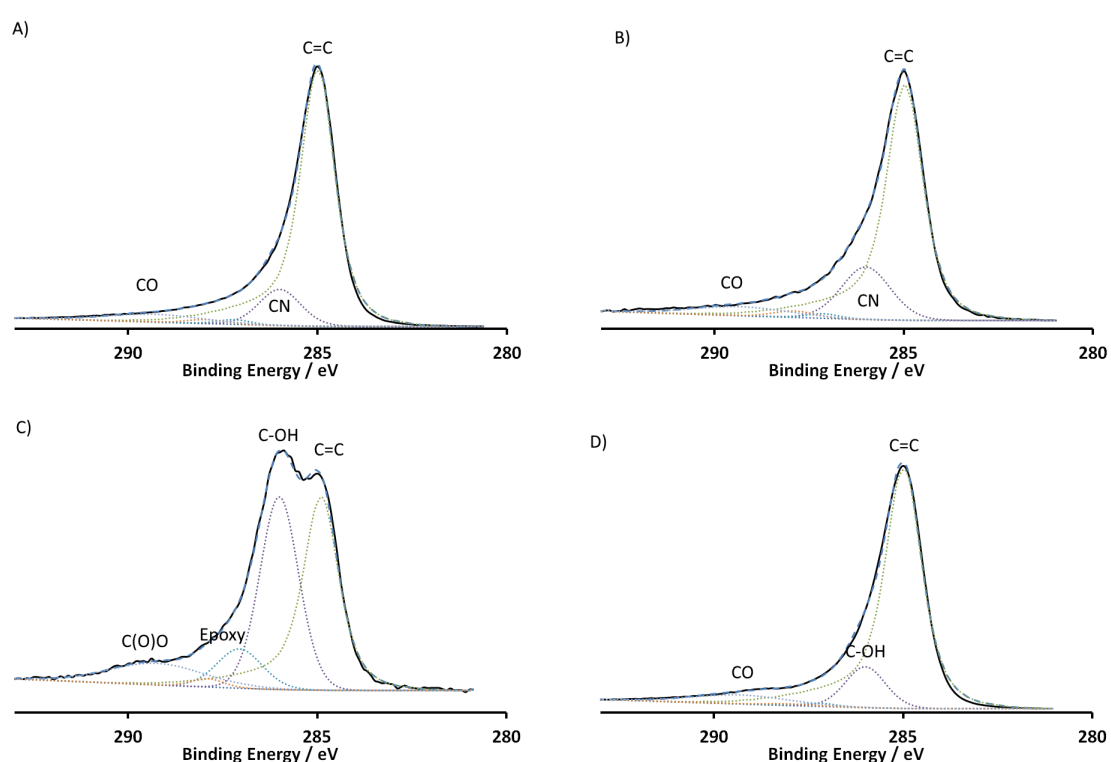 A)
C=C
CO
CN
290 285 280
Binding Energy / eV
B)
C=C
CO
CN
290 285 280
Binding Energy / eV
C)
C-OH
C=C
C(O)O
Epoxy
290 285 280
Binding Energy / eV
D)
C=C
C-OH
CO
290 285 280
Binding Energy / eV